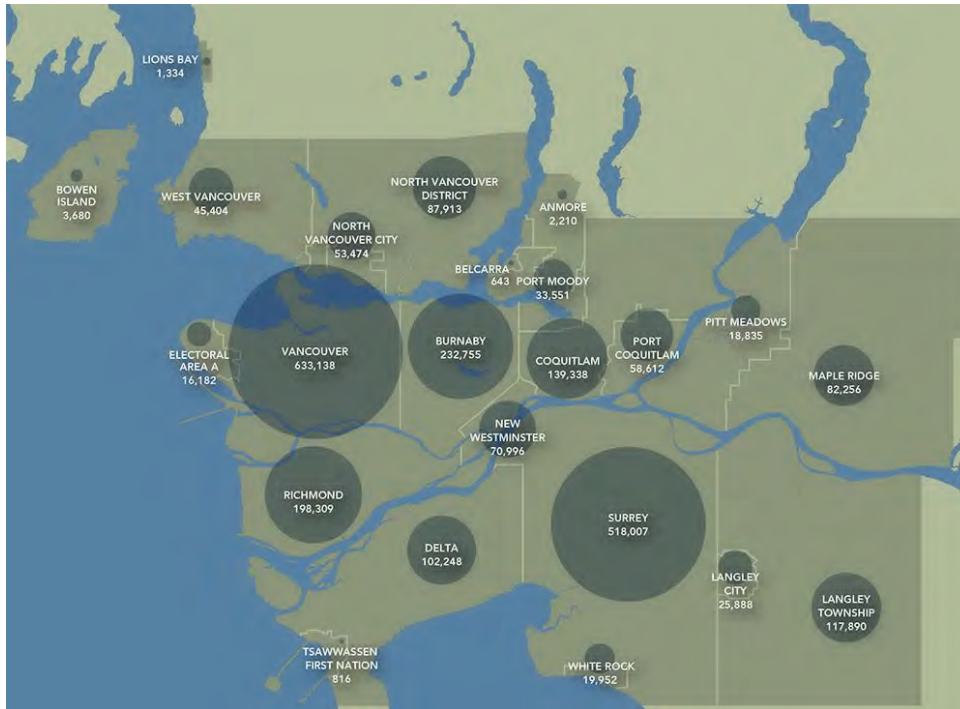 LIONS BAY
1,334
BOWEN
ISLAND
3,680
WEST VANCOUVER
45,404
NORTH VANCOUVER
DISTRICT
87,913
NORTH
VANCOUVER CITY
53,474
ANMORE
2,210
BELCARRA
643
PORT MOODY
33,551
ELECTORAL
AREA A
16,182
VANCOUVER
633,138
BURNABY
232,755
COQUITLAM
139,338
PORT
COQUITLAM
58,612
PITT MEADOWS
18,835
MAPLE RIDGE
82,256
NEW
WESTMINSTER
70,996
RICHMOND
198,309
DELTA
102,248
SURREY
518,007
LANGLEY
CITY
25,888
LANGLEY
TOWNSHIP
117,890
TSAWWASSEN
FIRST NATION
816
WHITE ROCK
19,952